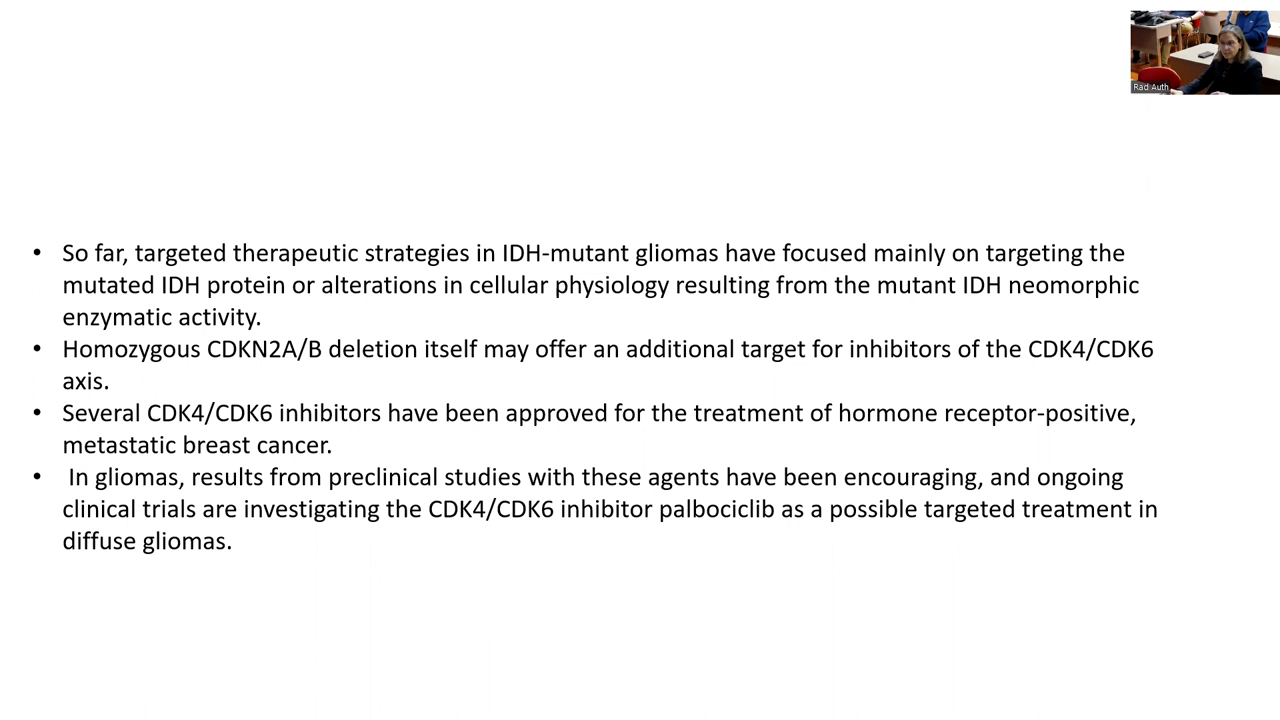 Rad Auth
• So far, targeted therapeutic strategies in IDH-mutant gliomas have focused mainly on targeting the
mutated IDH protein or alterations in cellular physiology resulting from the mutant IDH neomorphic
enzymatic activity.
• Homozygous CDKN2A/B deletion itself may offer an additional target for inhibitors of the CDK4/CDK6
axis.
• Several CDK4/CDK6 inhibitors have been approved for the treatment of hormone receptor-positive,
metastatic breast cancer.
• In gliomas, results from preclinical studies with these agents have been encouraging, and ongoing
clinical trials are investigating the CDK4/CDK6 inhibitor palbociclib as a possible targeted treatment in
diffuse gliomas.